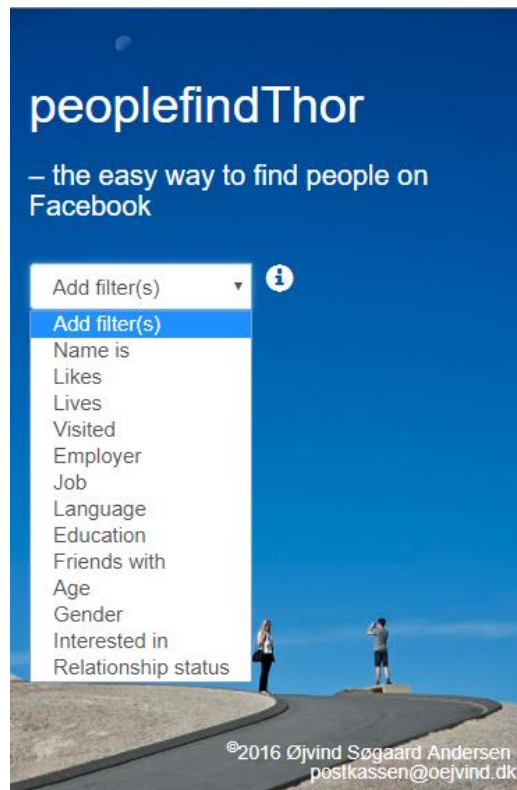 peoplefindThor
– the easy way to find people on
Facebook
Add filter(s)
Add filter(s)
Name is
Likes
Lives
Visited
Employer
Job
Language
Education
Friends with
Age
Gender
Interested in
Relationship status
©2016 Øjvind Søgaard Andersen
postkassen@oejvind.dk